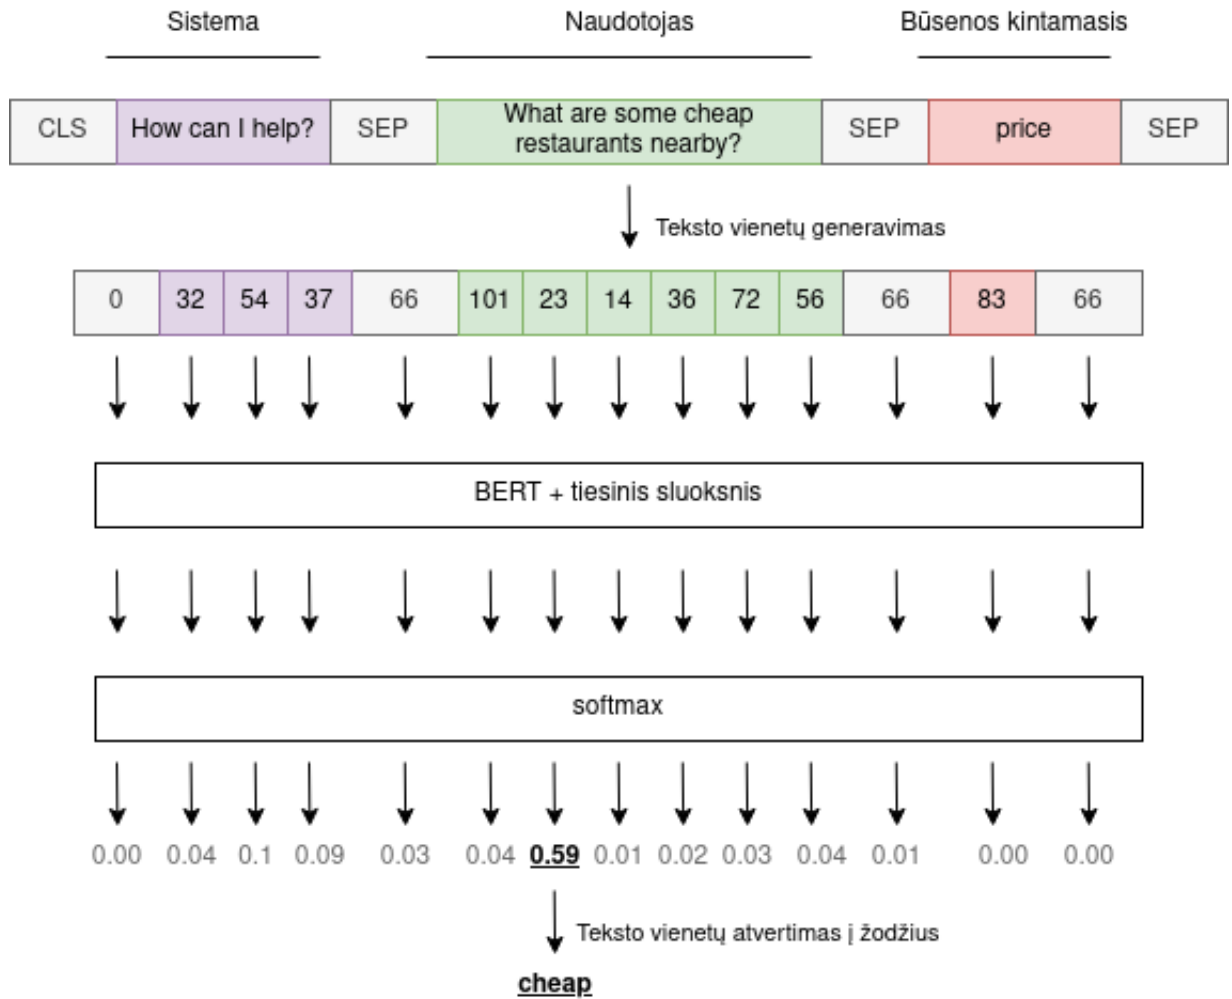 Sistema Naudotojas Būsenos kintamasis
CLS How can I help? SEP What are some cheap restaurants nearby? SEP price SEP
Teksto vienetų generavimas
0 32 54 37 66 101 23 14 36 72 56 66 83 66
BERT + tiesinis sluoksnis
softmax
0.00 0.04 0.1 0.09 0.03 0.04 0.59 0.01 0.02 0.03 0.04 0.01 0.00 0.00
Teksto vienetų atvertimas į žodžius
cheap